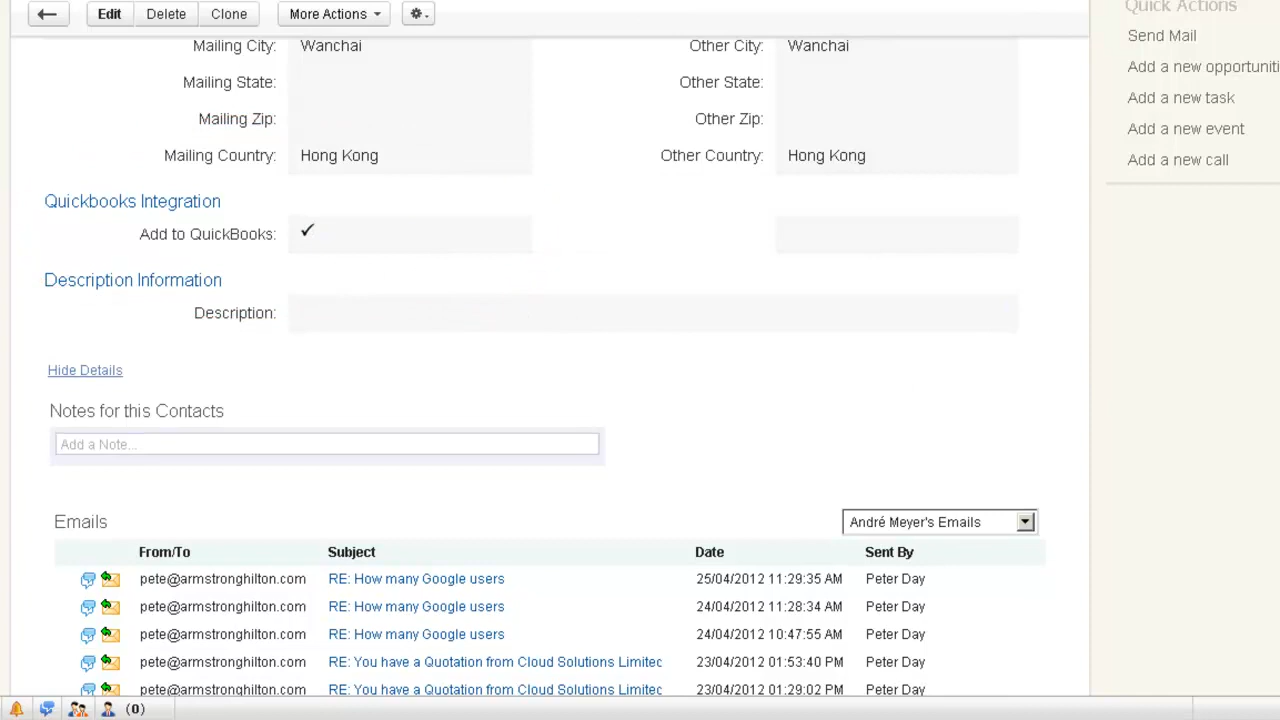 Edit Delete Clone More Actions
Quick Actions
Send Mail
Add a new opportuniti
Add a new task
Add a new event
Add a new call
Mailing City: Wanchai Other City: Wanchai
Mailing State: Other State:
Mailing Zip: Other Zip:
Mailing Country: Hong Kong Other Country: Hong Kong
Quickbooks Integration
Add to QuickBooks: ✓
Description Information
Description:
Hide Details
Notes for this Contacts
Add a Note...
Emails André Meyer's Emails
From/To Subject Date Sent By
pete@armstronghilton.com RE: How many Google users 25/04/2012 11:29:35 AM Peter Day
pete@armstronghilton.com RE: How many Google users 24/04/2012 11:28:34 AM Peter Day
pete@armstronghilton.com RE: How many Google users 24/04/2012 10:47:55 AM Peter Day
pete@armstronghilton.com RE: You have a Quotation from Cloud Solutions Limitec 23/04/2012 01:53:40 PM Peter Day
pete@armstronghilton.com RE: You have a Quotation from Cloud Solutions Limitec 23/04/2012 01:29:02 PM Peter Day
(0)